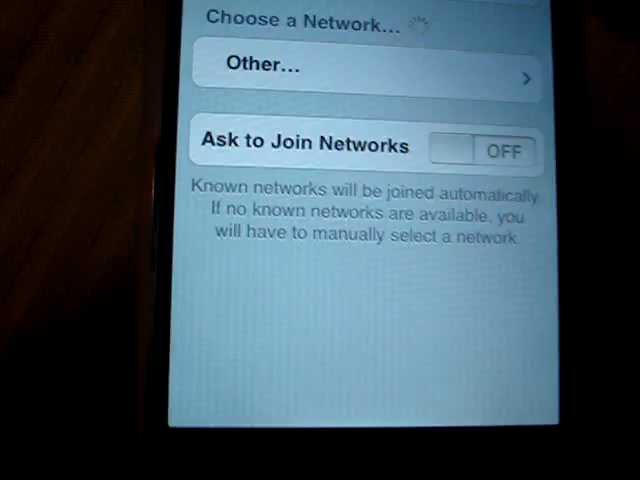 Choose a Network...
Other...
Ask to Join Networks OFF
Known networks will be joined automatically
If no known networks are available, you
will have to manually select a network.